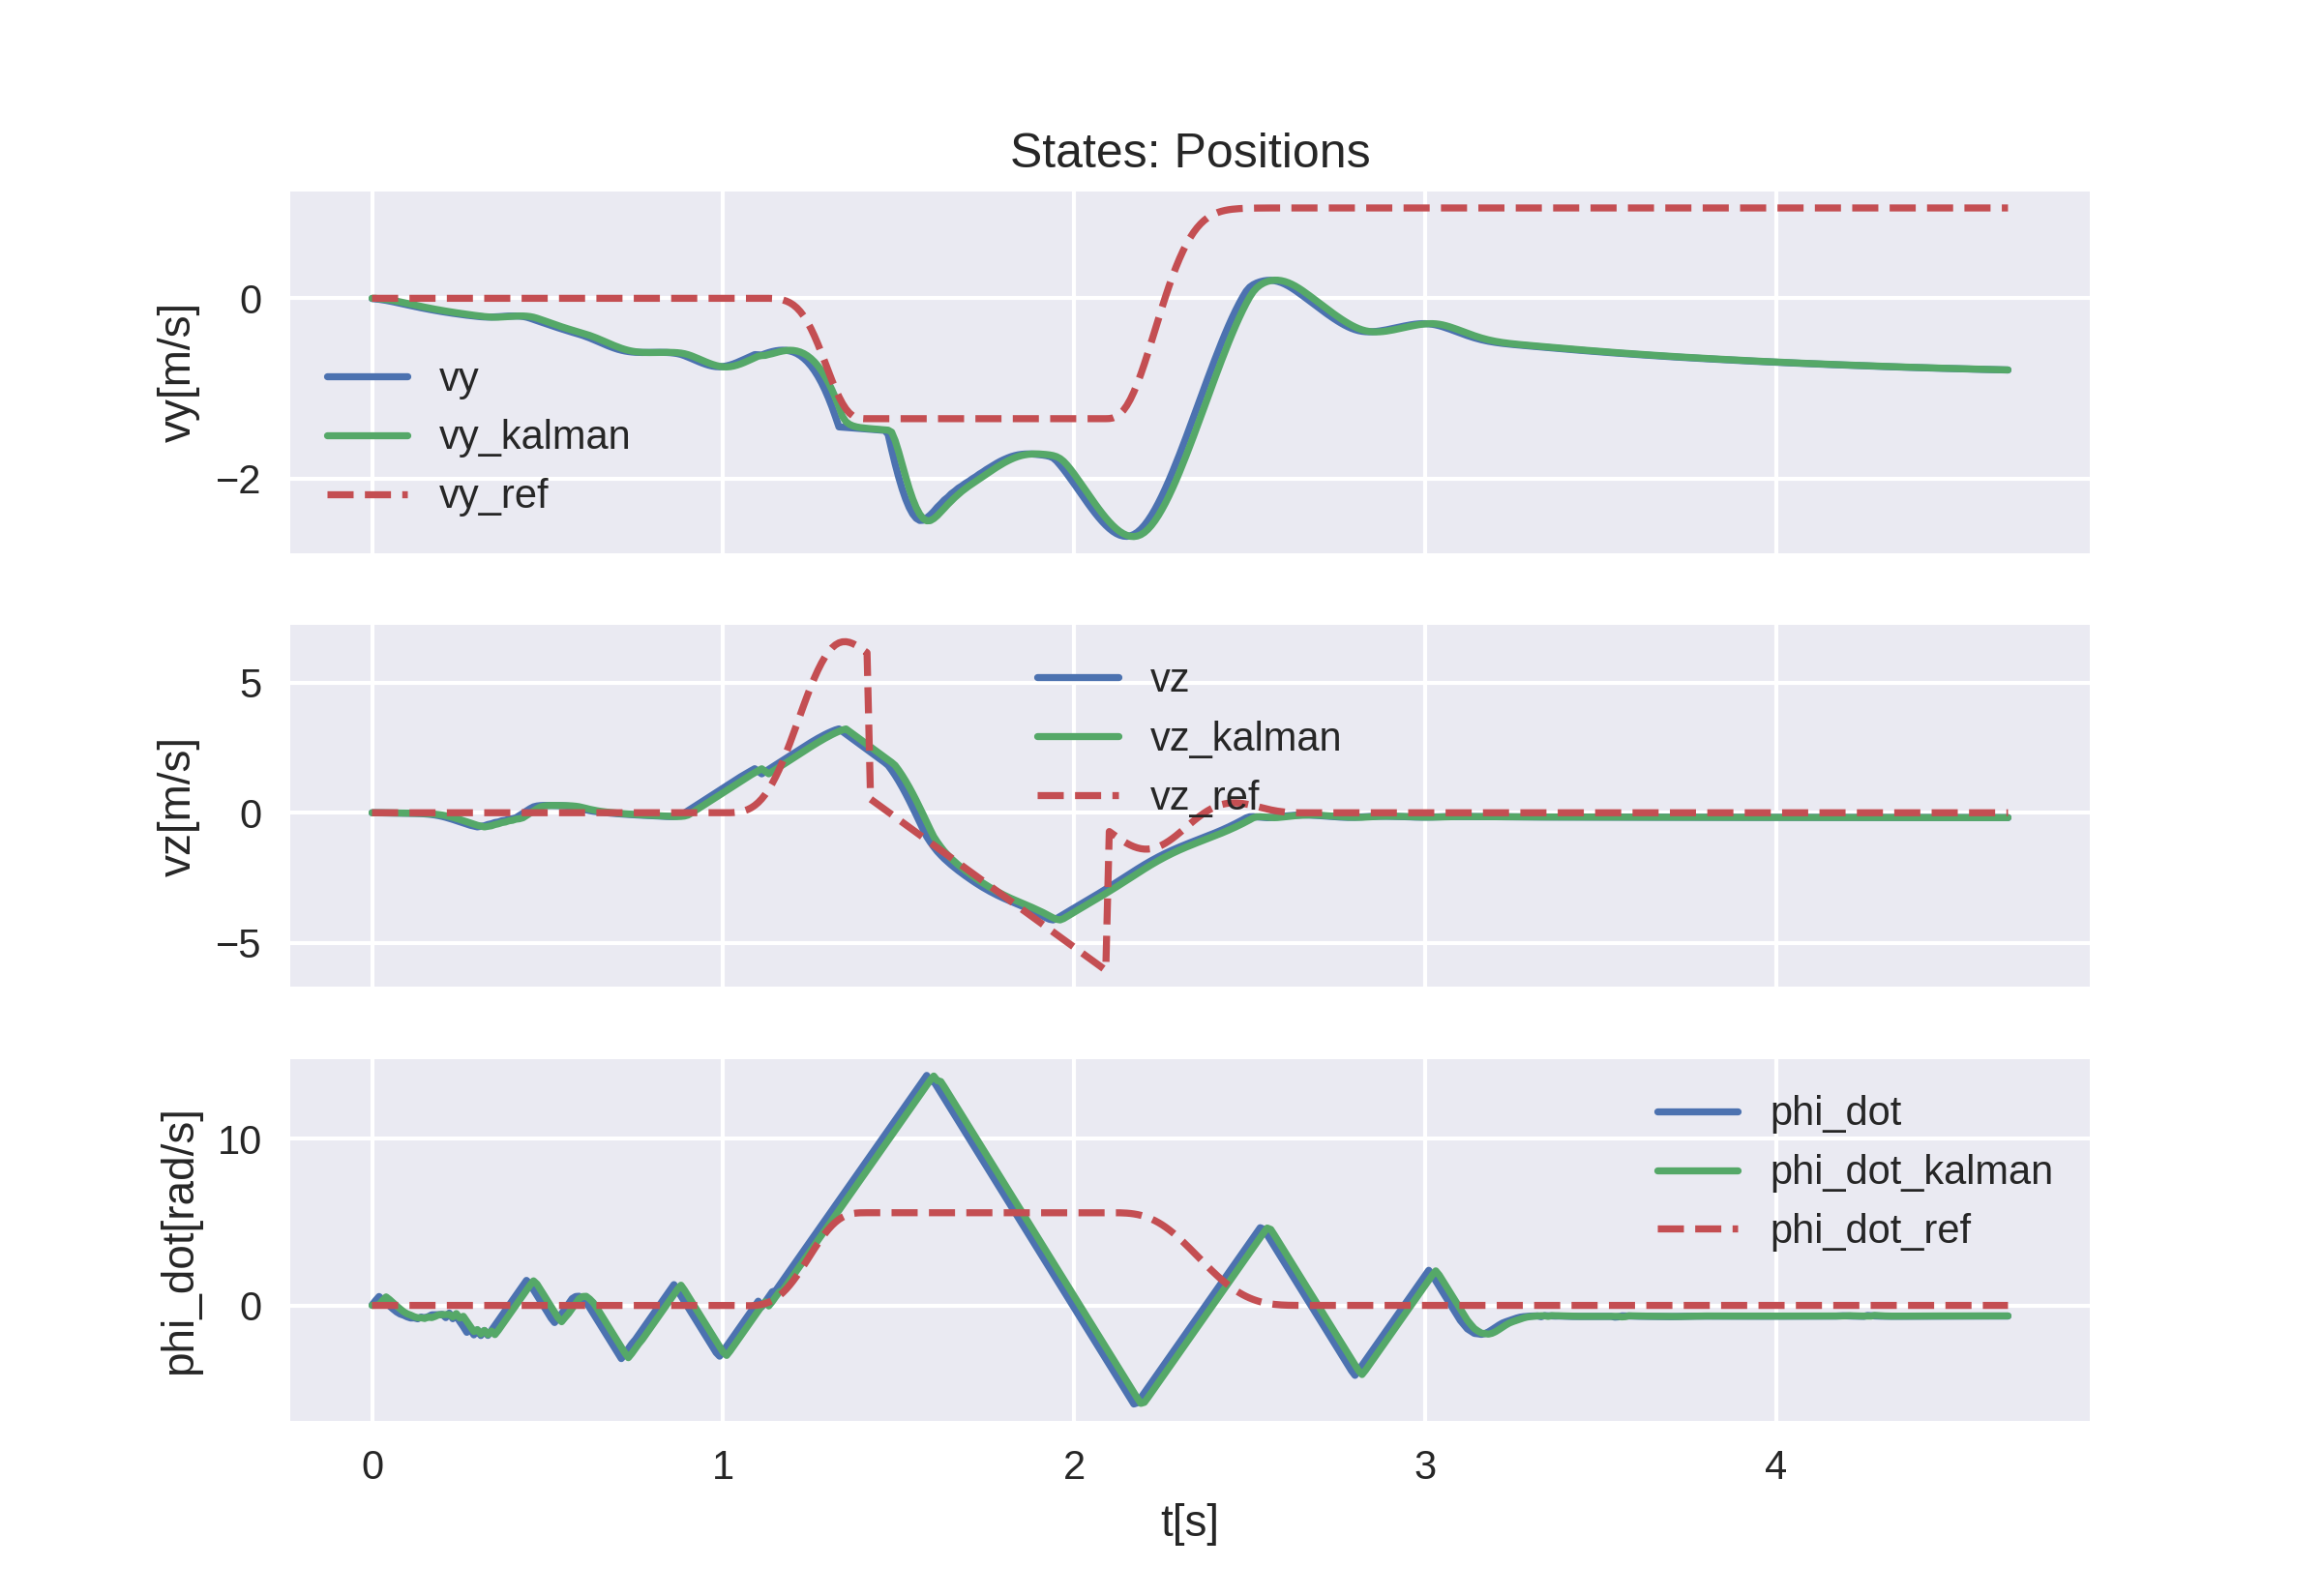 States: Positions
vy[m/s]
0
−2
vy
vy_kalman
vy_ref
vz[m/s]
5
0
−5
vz
vz_kalman
vz_ref
phi_dot[rad/s]
10
0
phi_dot
phi_dot_kalman
phi_dot_ref
0 1 2 3 4
t[s]